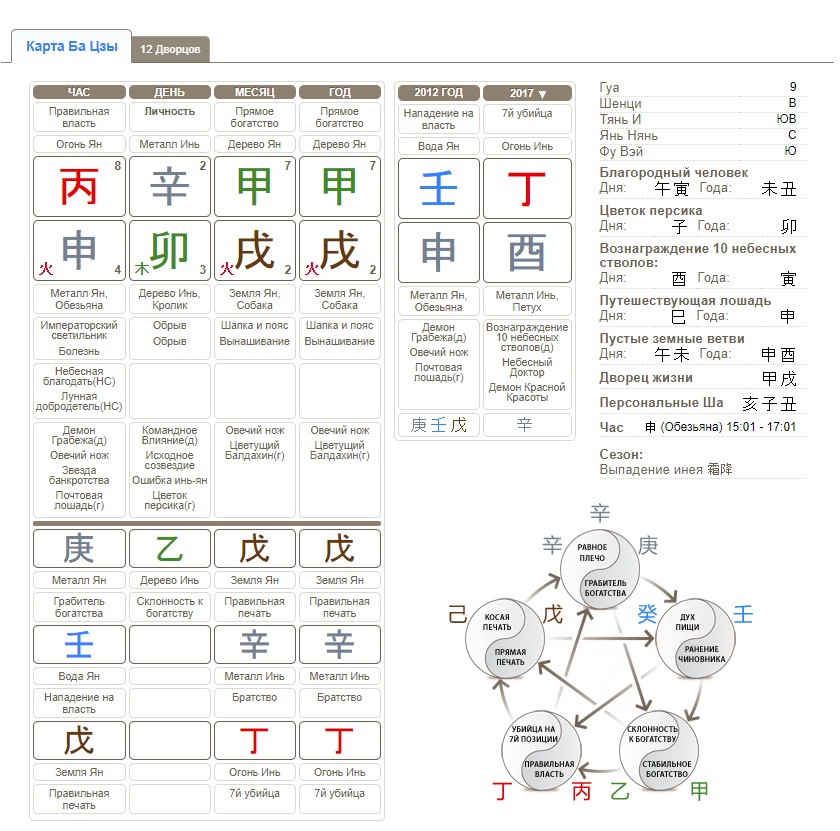 Карта Ба Цзы
12 Дворцов
ЧАС ДЕНЬ МЕСЯЦ ГОД
Правильная власть Личность Прямое богатство Прямое богатство
Огонь Ян Металл Инь Дерево Ян Дерево Ян
丙 8 辛 2 甲 7 甲 7
火 申 4 木 卯 3 火 戌 2 火 戌 2
Металл Ян, Обезьяна Дерево Инь, Кролик Земля Ян, Собака Земля Ян, Собака
Императорский светильник Обрыв Шапка и пояс Шапка и пояс
Болезнь Обрыв Вынашивание Вынашивание
Небесная благодать(НС)
Лунная добродетель(НС)
Демон Грабежа(д) Командное Влияние(д) Овечий нож Овечий нож
Овечий нож Исходное созвездие Цветущий Балдахин(г) Цветущий Балдахин(г)
Звезда банкротства Ошибка инь-ян
Почтовая лошадь(г) Цветок персика(г)
庚 乙 戊 戊
Металл Ян Дерево Инь Земля Ян Земля Ян
Грабитель богатства Склонность к богатству Правильная печать Правильная печать
壬 辛 辛
Вода Ян Металл Инь Металл Инь
Нападение на власть Братство Братство
戊 丁 丁
Земля Ян Огонь Инь Огонь Инь
Правильная печать 7й убийца 7й убийца
2012 ГОД 2017 ▼
Нападение на власть 7й убийца
Вода Ян Огонь Инь
壬 丁
申 酉
Металл Ян, Обезьяна Металл Инь, Петух
Демон Грабежа(д) Вознаграждение 10 небесных стволов(д)
Овечий нож Небесный Доктор
Почтовая лошадь(г) Демон Красной Красоты
庚 壬 戊 辛
Гуа 9
Шенци В
Тянь И ЮВ
Янь Нянь С
Фу Вэй Ю
Благородный человек
Дня: 午 寅 Года: 未 丑
Цветок персика
Дня: 子 Года: 卯
Вознаграждение 10 небесных
стволов:
Дня: 酉 Года: 寅
Путешествующая лошадь
Дня: 巳 Года: 申
Пустые земные ветви
Дня: 午 未 Года: 申 酉
Дворец жизни 甲 戌
Персональные Ша 亥 子 丑
Час 申 (Обезьяна) 15:01 - 17:01
Сезон:
Выпадение инея 霜降
辛
辛 РАВНОЕ ПЛЕЧО 庚
ГРАБИТЕЛЬ БОГАТСТВА
己 КОСАЯ ПЕЧАТЬ 戊
ПРЯМАЯ ПЕЧАТЬ
癸 ДУХ ПИЩИ 壬
РАНЕНИЕ ЧИНОВНИКА
УБИЙЦА НА 7Й ПОЗИЦИИ
ПРАВИЛЬНАЯ ВЛАСТЬ
丁 丙
СКЛОННОСТЬ К БОГАТСТВУ
СТАБИЛЬНОЕ БОГАТСТВО
乙 甲